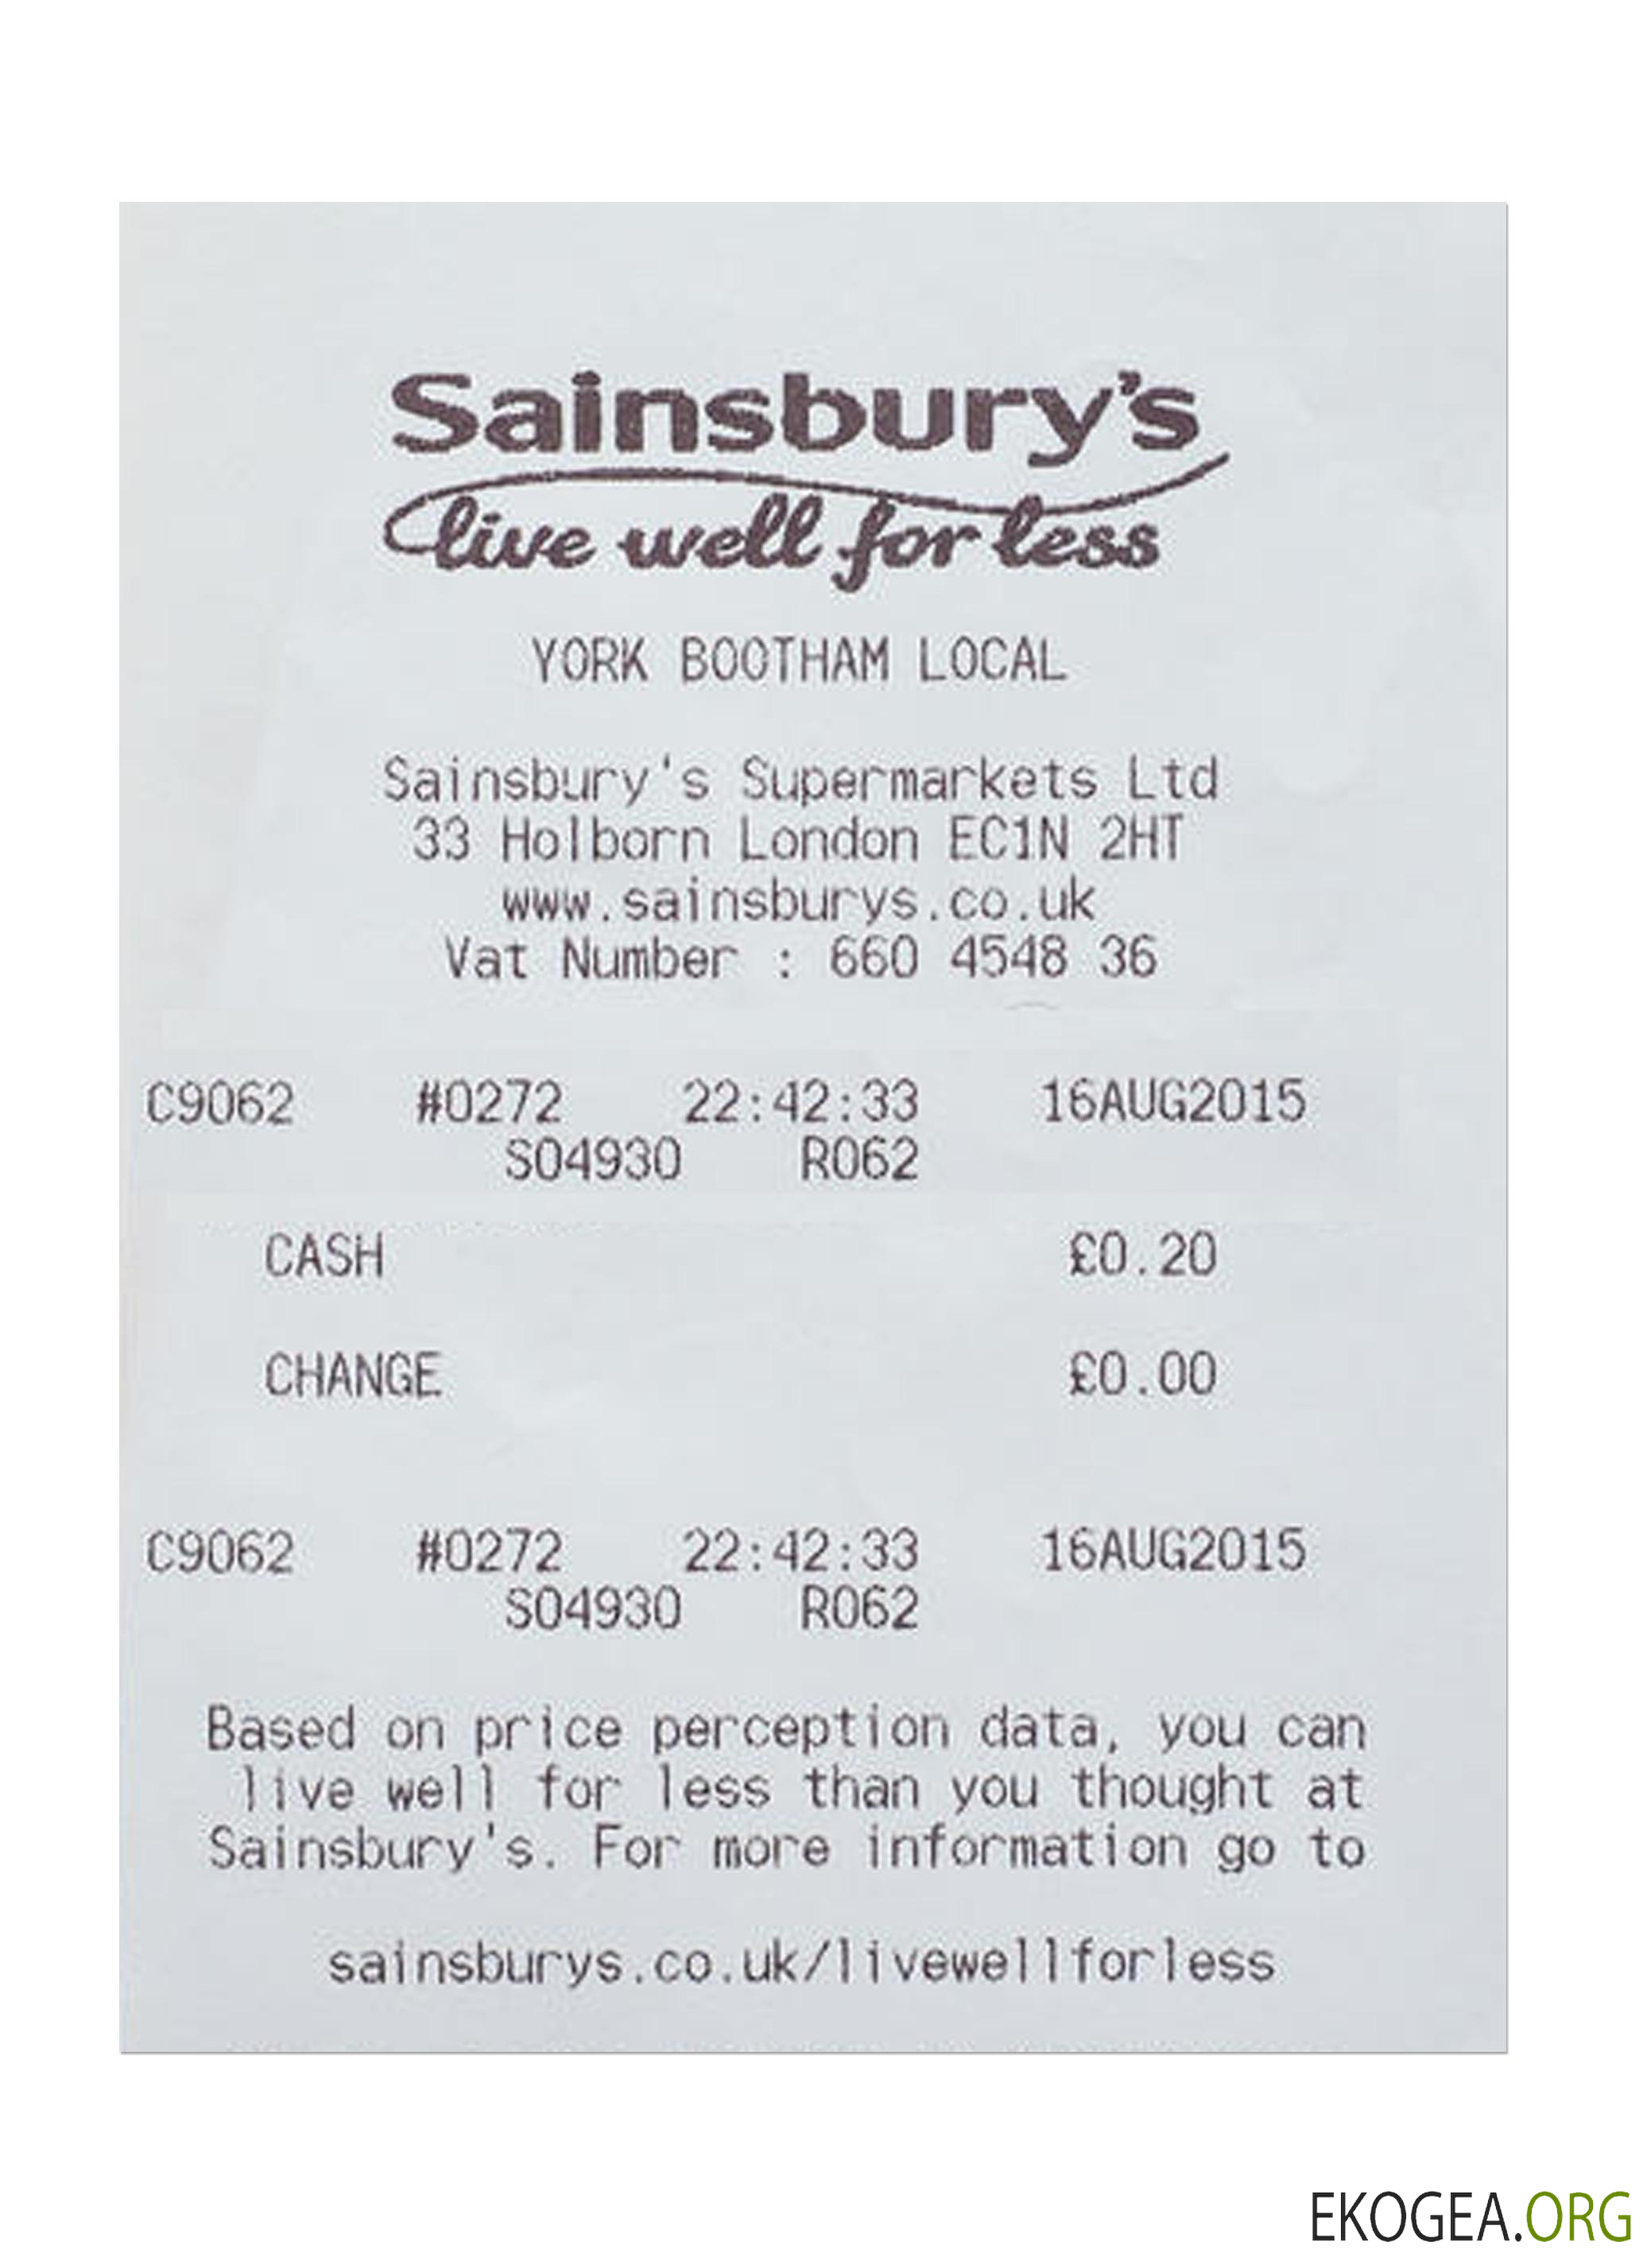 Sainsbury's
live well for less
YORK BOOTHAM LOCAL
Sainsbury's Supermarkets Ltd
33 Holborn London EC1N 2HT
www.sainsburys.co.uk
Vat Number : 660 4548 36
C9062 #0272 22:42:33 16AUG2015
S04930 R062
CASH £0.20
CHANGE £0.00
C9062 #0272 22:42:33 16AUG2015
S04930 R062
Based on price perception data, you can
live well for less than you thought at
Sainsbury's. For more information go to
sainsburys.co.uk/livewellforless
EKOGEA.ORG